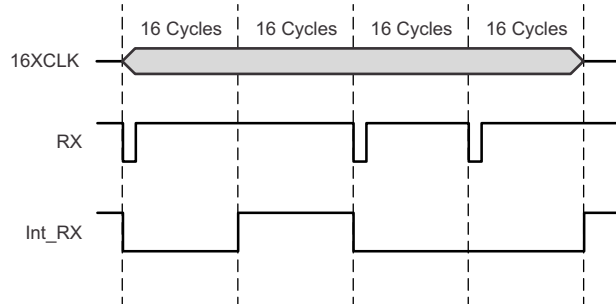 16 Cycles 16 Cycles 16 Cycles 16 Cycles
16XCLK
RX
Int_RX